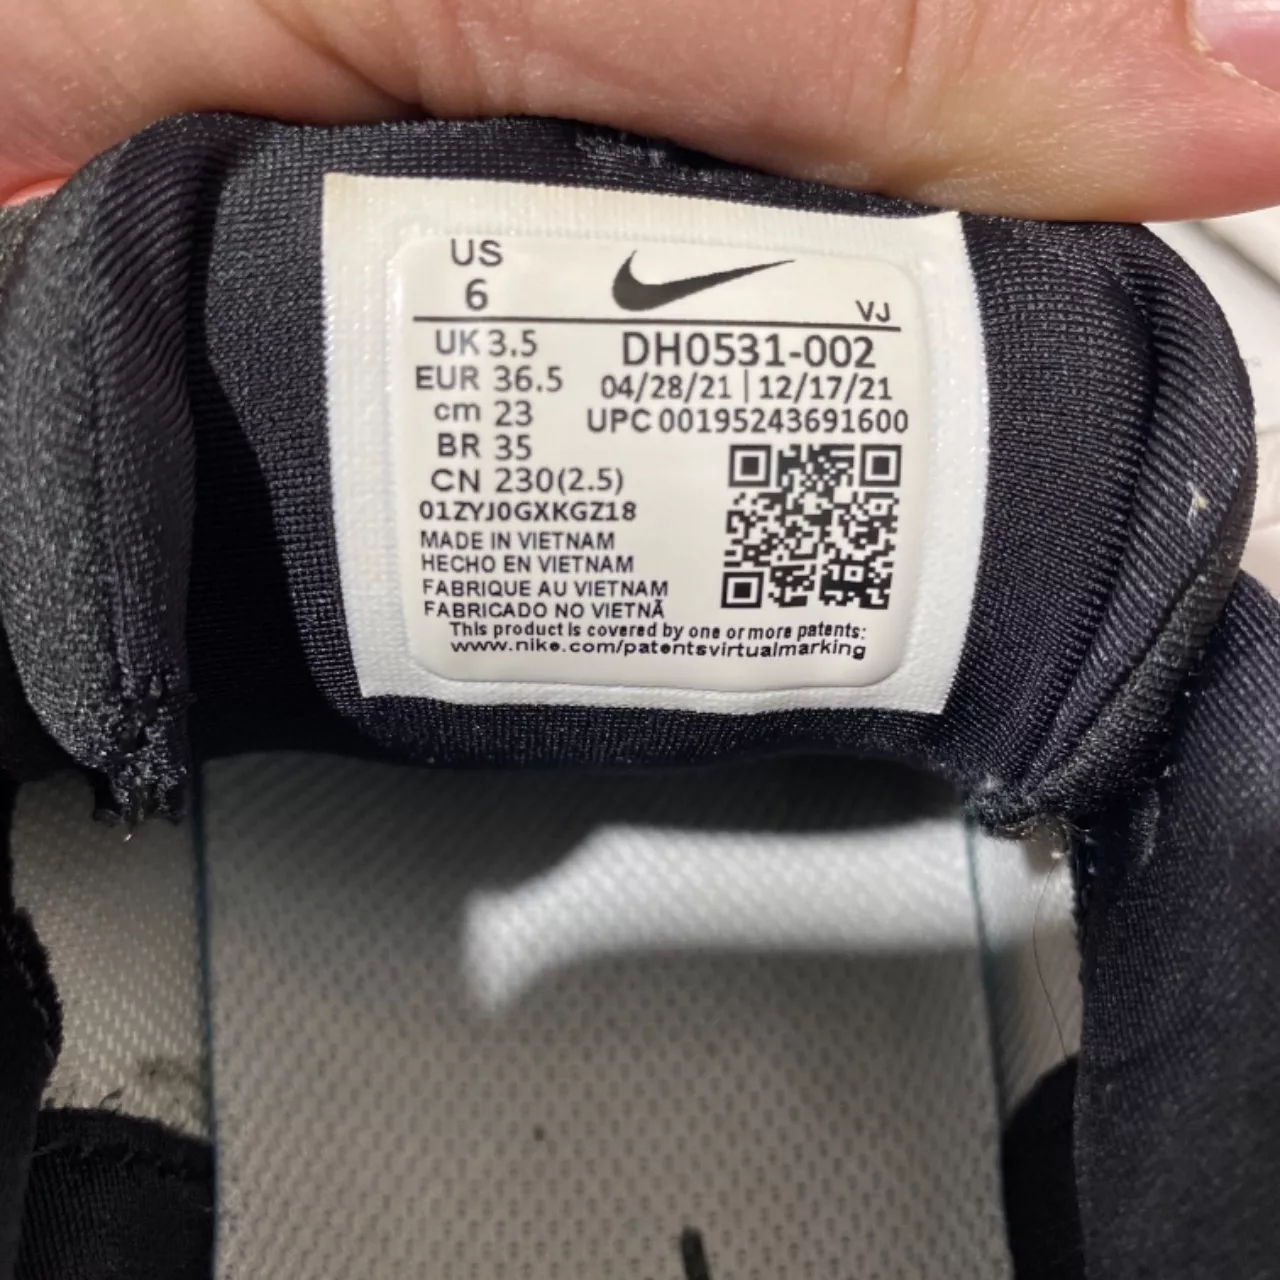 US
6
VJ
UK 3.5
DH0531-002
EUR 36.5
04/28/21 | 12/17/21
cm 23
UPC 00195243691600
BR 35
CN 230(2.5)
01ZYJ0GXKGZ18
MADE IN VIETNAM
HECHO EN VIETNAM
FABRIQUE AU VIETNAM
FABRICADO NO VIETNÃ
This product is covered by one or more patents:
www.nike.com/patentsvirtualmarking